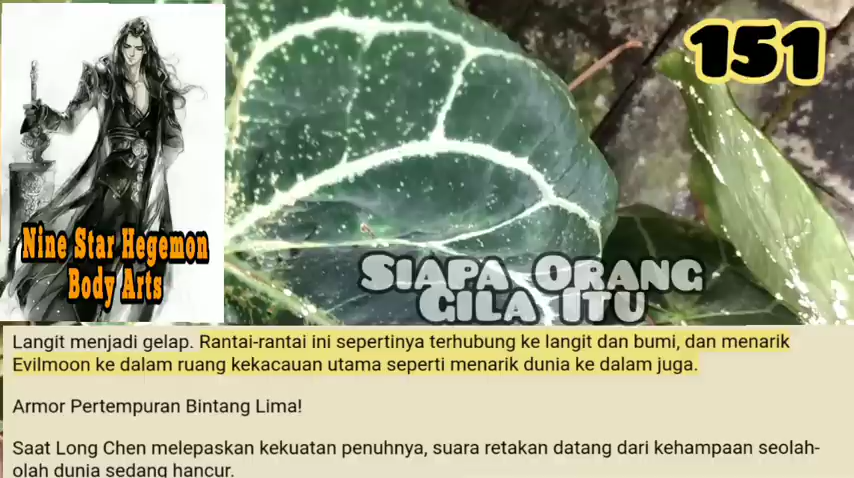 151
Nine Star Hegemon
Body Arts
Siapa Orang
Gila Itu
Langit menjadi gelap. Rantai-rantai ini sepertinya terhubung ke langit dan bumi, dan menarik
Evilmoon ke dalam ruang kekacauan utama seperti menarik dunia ke dalam juga.
Armor Pertempuran Bintang Lima!
Saat Long Chen melepaskan kekuatan penuhnya, suara retakan datang dari kehampaan seolah-
olah dunia sedang hancur.